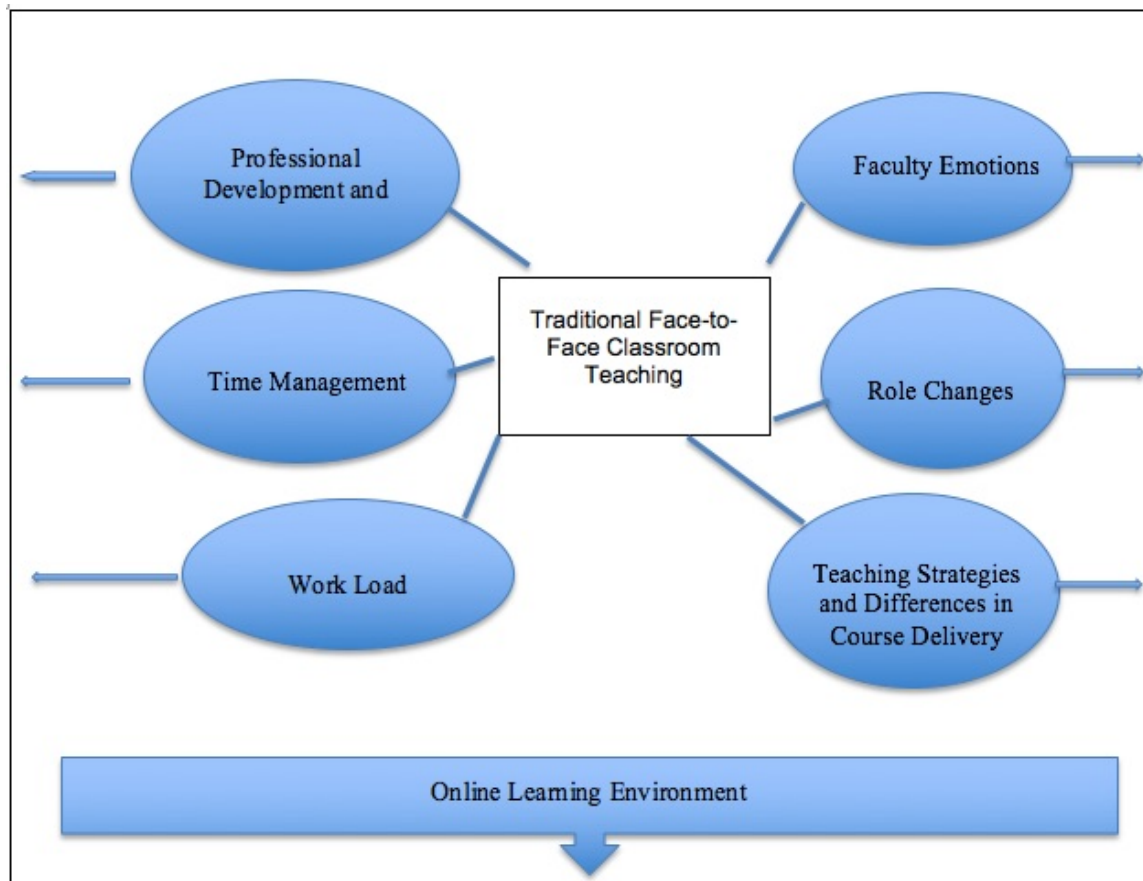 Professional
Development and
Faculty Emotions
Traditional Face-to-
Face Classroom
Teaching
Time Management
Role Changes
Work Load
Teaching Strategies
and Differences in
Course Delivery
Online Learning Environment